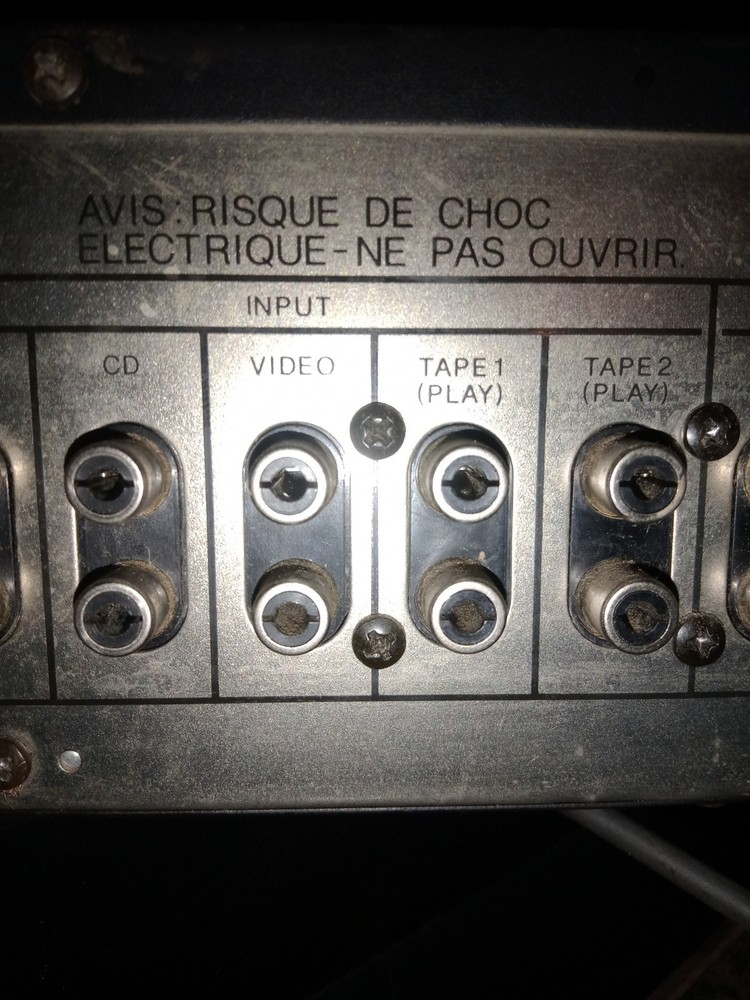 AVIS:RISQUE DE CHOC
ELECTRIQUE-NE PAS OUVRIR.
INPUT
CD
VIDEO
TAPE1
(PLAY)
TAPE2
(PLAY)